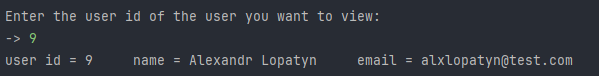 Enter the user id of the user you want to view:
-> 9
user id = 9     name = Alexandr Lopatyn     email = alxlopatyn@test.com